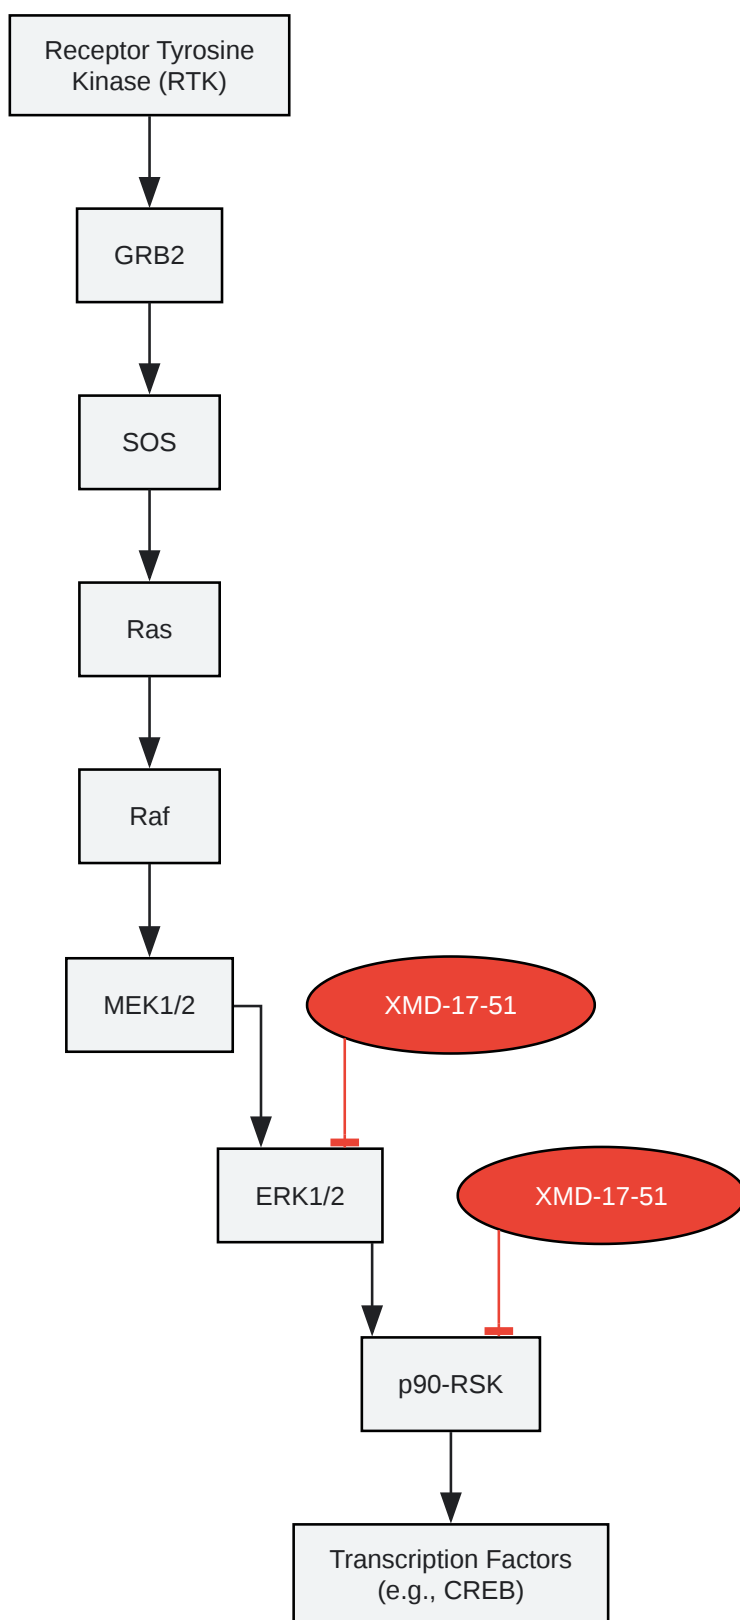 Receptor Tyrosine
Kinase (RTK)
GRB2
SOS
Ras
Raf
MEK1/2
XMD-17-51
ERK1/2
XMD-17-51
p90-RSK
Transcription Factors
(e.g., CREB)